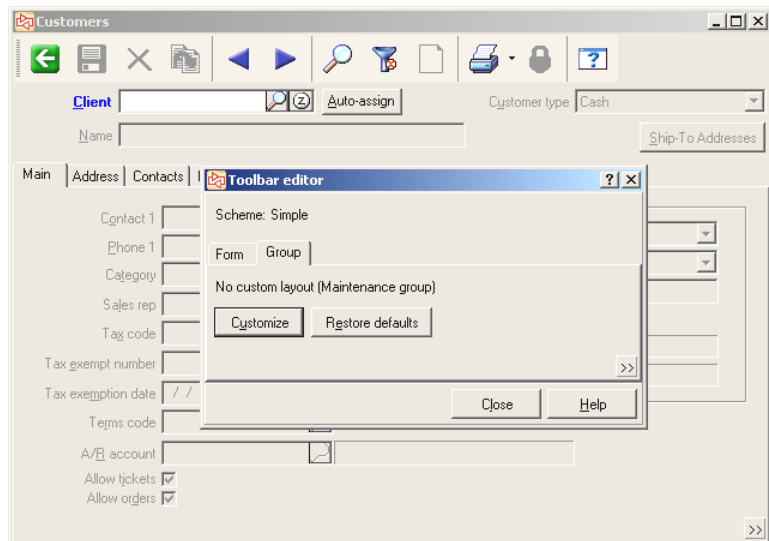 Customers
Client
Auto-assign
Customer type Cash
Name
Ship-To Addresses
Main Address Contacts
Toolbar editor
Scheme: Simple
Form Group
No custom layout (Maintenance group)
Customize Restore defaults
>>
Close Help
Contact 1
Phone 1
Category
Sales rep
Tax code
Tax exempt number
Tax exemption date / /
Terms code
A/R account
Allow tickets
Allow orders
>>